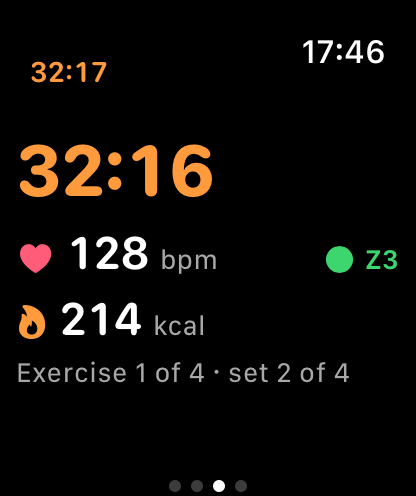 17:46
32:17
32:16
128 bpm Z3
214 kcal
Exercise 1 of 4 · set 2 of 4